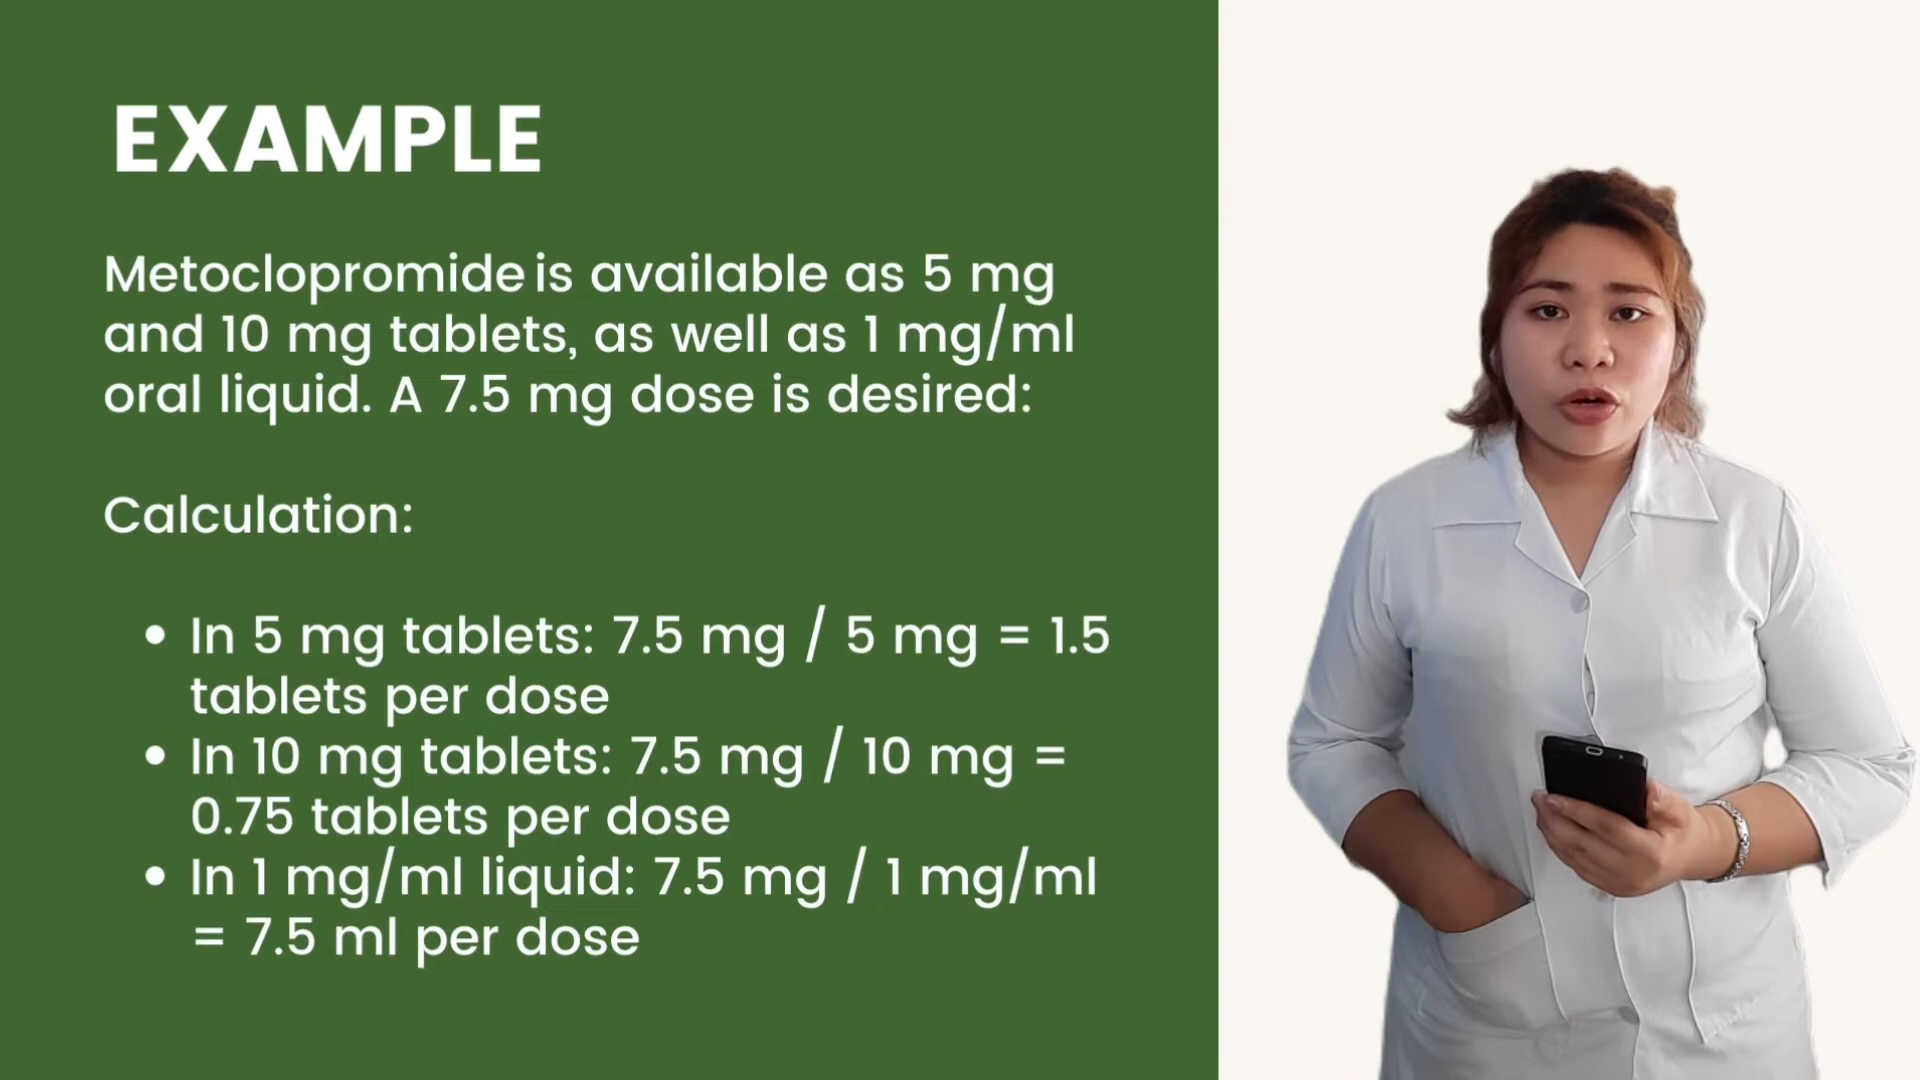 EXAMPLE
Metoclopromide is available as 5 mg
and 10 mg tablets, as well as 1 mg/ml
oral liquid. A 7.5 mg dose is desired:
Calculation:
• In 5 mg tablets: 7.5 mg / 5 mg = 1.5
tablets per dose
• In 10 mg tablets: 7.5 mg / 10 mg =
0.75 tablets per dose
• In 1 mg/ml liquid: 7.5 mg / 1 mg/ml
= 7.5 ml per dose